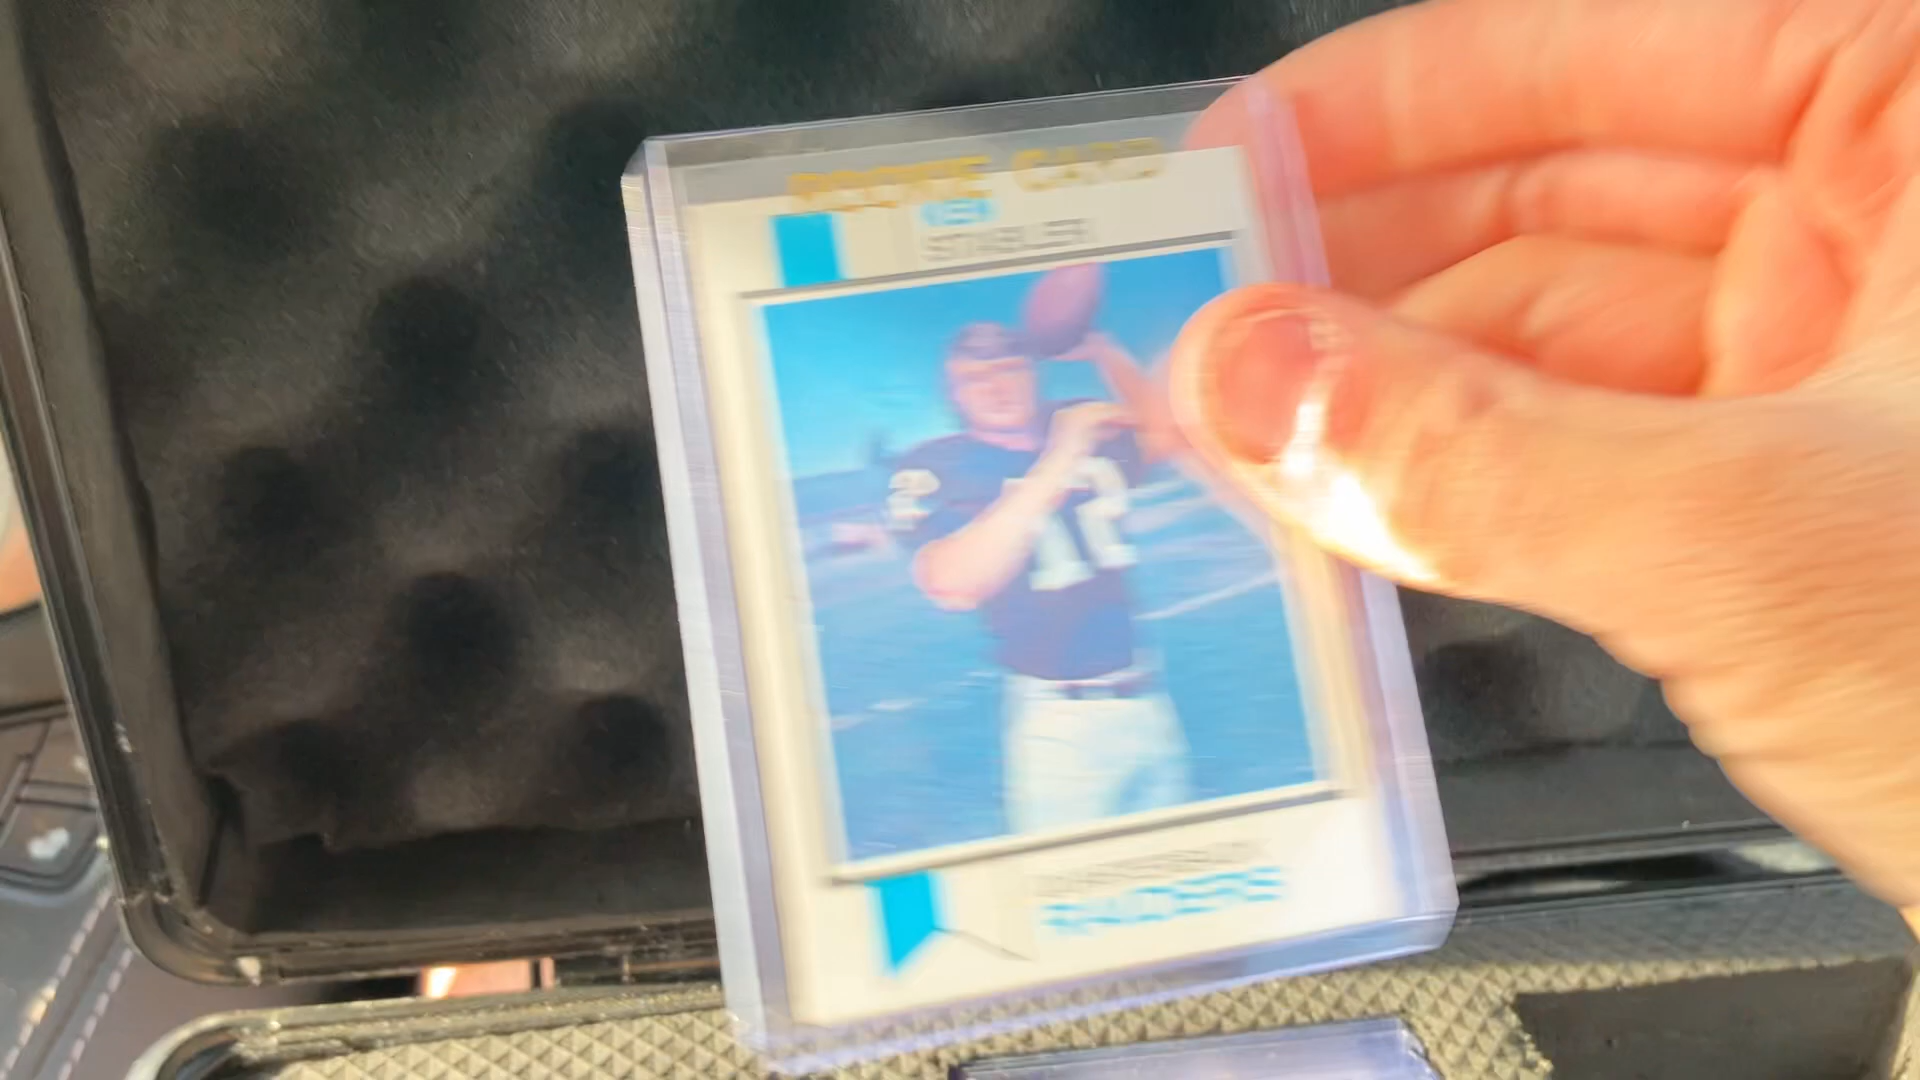 ROOKIE CARD
KEN
STABLER
12
QUARTERBACK
RAIDERS